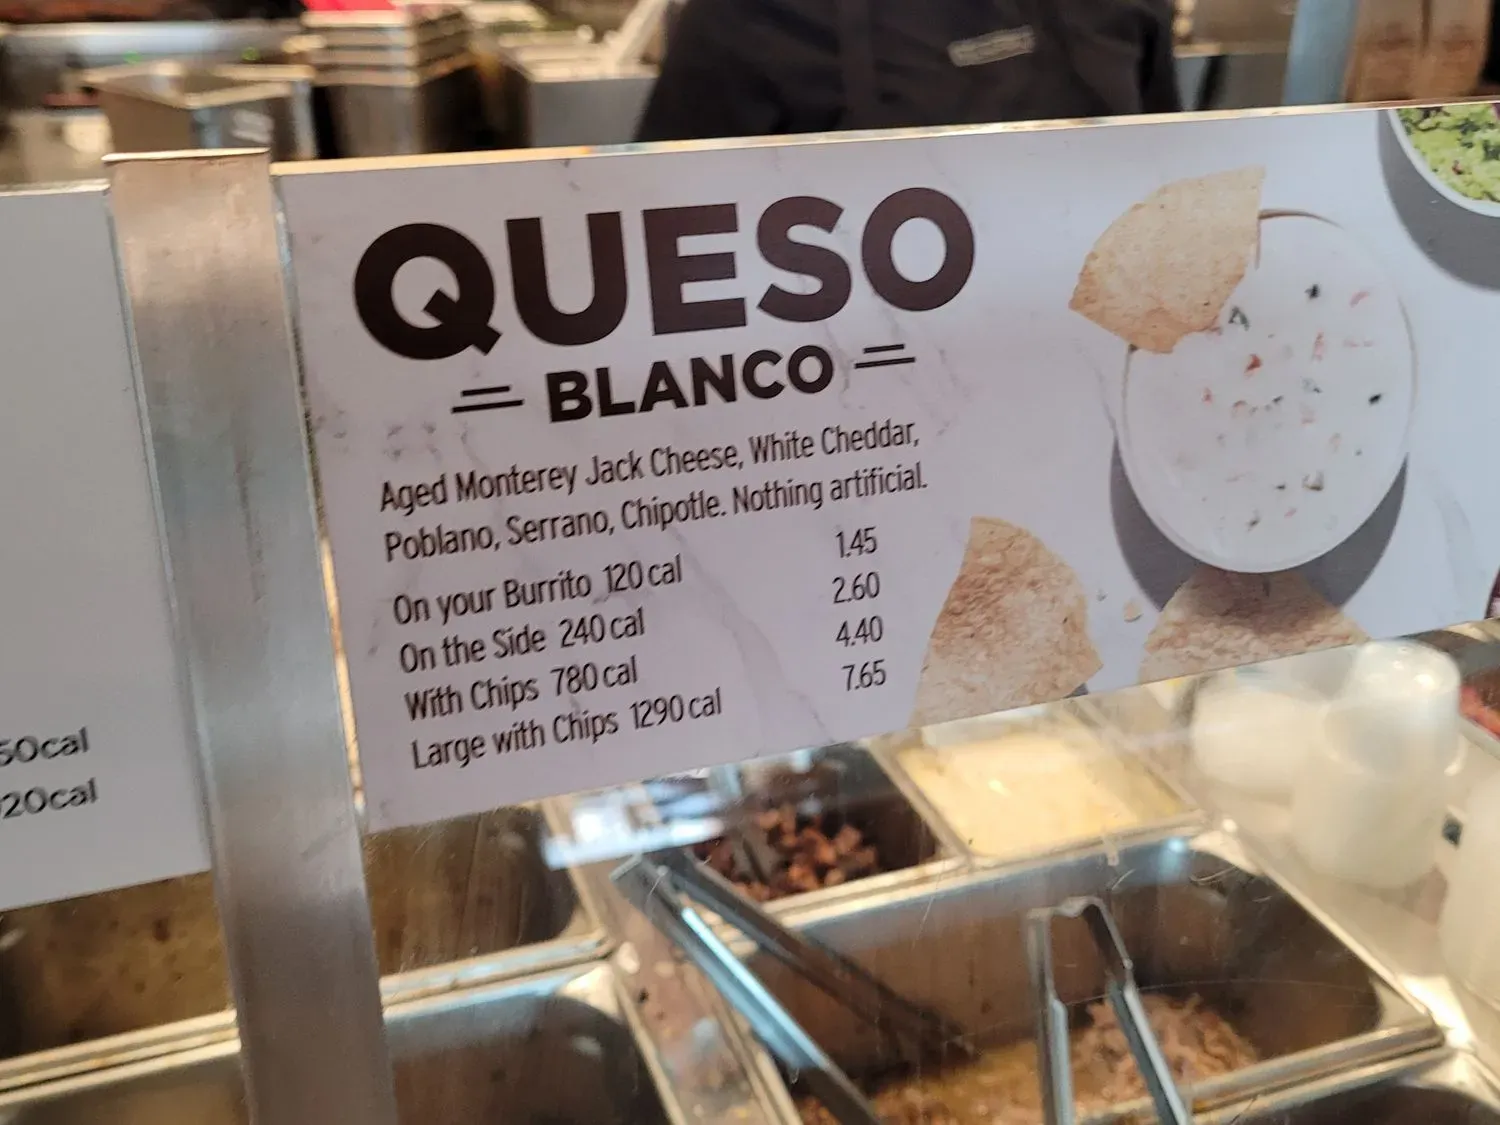 QUESO
BLANCO
Aged Monterey Jack Cheese, White Cheddar,
Poblano, Serrano, Chipotle. Nothing artificial.
On your Burrito 120 cal 1.45
On the Side 240 cal 2.60
With Chips 780 cal 4.40
Large with Chips 1290 cal 7.65
50cal
20cal